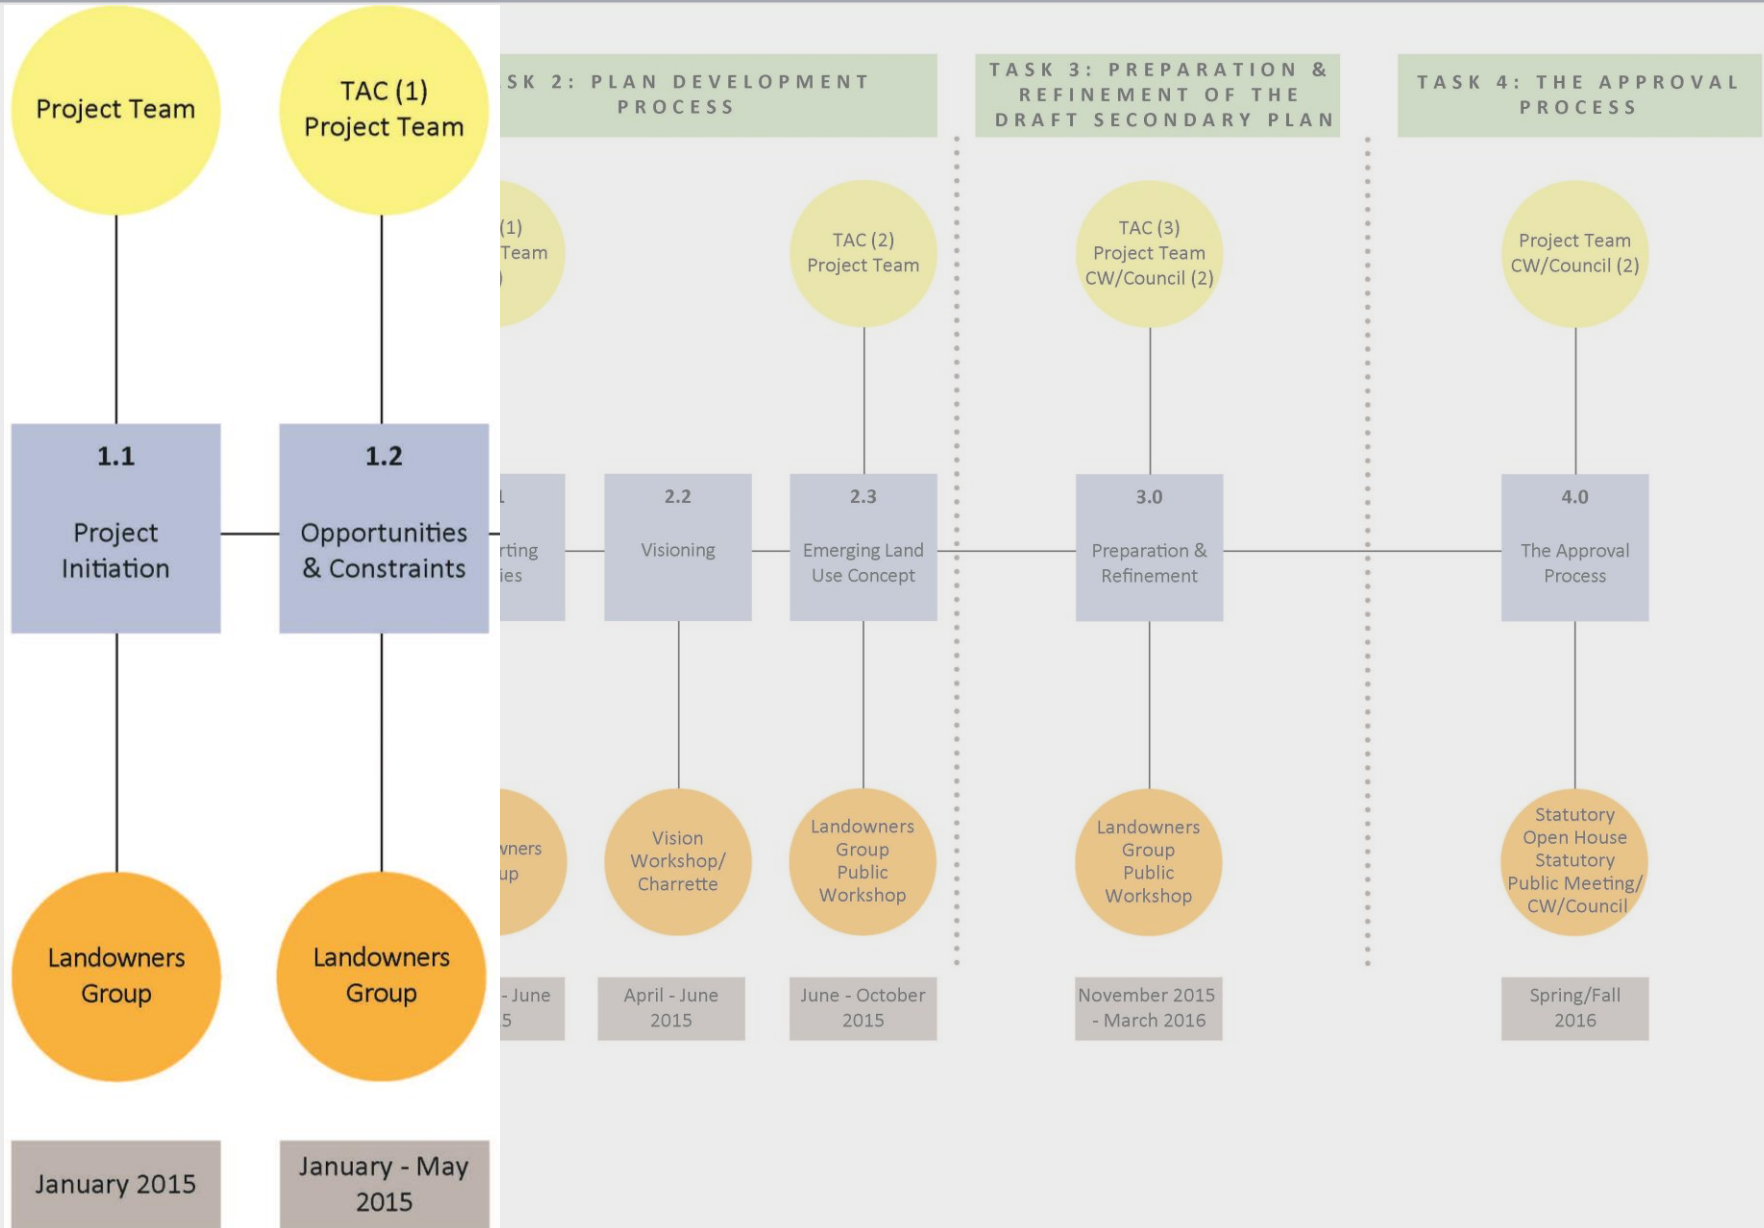 Project Team
TAC (1)
Project Team
1.1
Project
Initiation
1.2
Opportunities
& Constraints
Landowners
Group
Landowners
Group
January 2015
January - May
2015
SK 2: PLAN DEVELOPMENT
PROCESS
TASK 3: PREPARATION &
REFINEMENT OF THE
DRAFT SECONDARY PLAN
TASK 4: THE APPROVAL
PROCESS
(1)
Team
)
TAC (2)
Project Team
TAC (3)
Project Team
CW/Council (2)
Project Team
CW/Council (2)
1
rting
ies
2.2
Visioning
2.3
Emerging Land
Use Concept
3.0
Preparation &
Refinement
4.0
The Approval
Process
wners
up
Vision
Workshop/
Charrette
Landowners
Group
Public
Workshop
Landowners
Group
Public
Workshop
Statutory
Open House
Statutory
Public Meeting/
CW/Council
- June
5
April - June
2015
June - October
2015
November 2015
- March 2016
Spring/Fall
2016